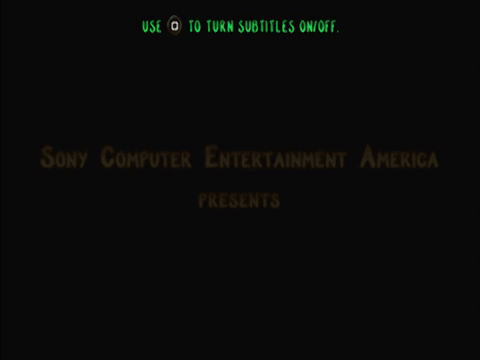 USE TO TURN SUBTITLES ON/OFF.
SONY COMPUTER ENTERTAINMENT AMERICA
PRESENTS